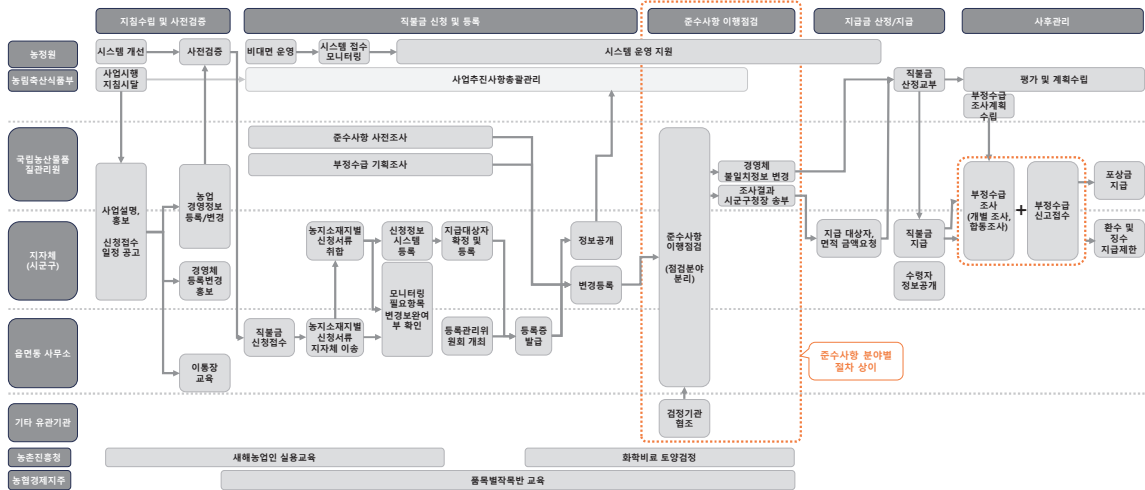 지침수립 및 사전검증
직불금 신청 및 등록
준수사항 이행점검
지급금 산정/지급
사후관리
농정원
시스템 개선
사전검증
비대면 운영
시스템 접수
모니터링
시스템 운영 지원
농림축산식품부
사업시행
지침시달
사업추진사항총괄관리
직불금
산정교부
평가 및 계획수립
부정수급
조사계획
수립
국립농산물품
질관리원
준수사항 사전조사
부정수급 기획조사
사업설명,
홍보
신청접수
일정 공고
농업
경영정보
등록/변경
경영체
불일치정보 변경
조사결과
시군구청장 송부
부정수급
조사
(개별 조사,
합동조사)
+
부정수급
신고접수
포상금
지급
지자체
(시군구)
경영체
등록변경
홍보
농지소재지별
신청서류
취합
신청정보
시스템
등록
지급대상자
확정 및
등록
정보공개
준수사항
이행점검
(점검분야
분리)
지급 대상자,
면적 금액요청
직불금
지급
환수 및
징수
지급제한
모니터링
필요항목
변경보완여
부 확인
변경등록
수령자
정보공개
읍면동 사무소
직불금
신청접수
농지소재지별
신청서류
지자체 이송
등록관리위
원회 개최
등록증
발급
준수사항 분야별
절차 상이
이통장
교육
기타 유관기관
검정기관
협조
농촌진흥청
새해농업인 실용교육
화학비료 토양검정
농협경제지주
품목별작목반 교육